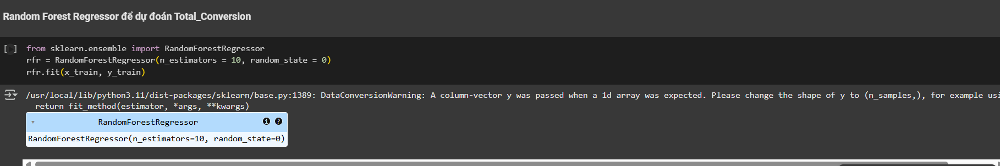 Random Forest Regressor để dự đoán Total_Conversion
[ ] from sklearn.ensemble import RandomForestRegressor
rfr = RandomForestRegressor(n_estimators = 10, random_state = 0)
rfr.fit(x_train, y_train)
/usr/local/lib/python3.11/dist-packages/sklearn/base.py:1389: DataConversionWarning: A column-vector y was passed when a 1d array was expected. Please change the shape of y to (n_samples,), for example usi
return fit_method(estimator, *args, **kwargs)
RandomForestRegressor
RandomForestRegressor(n_estimators=10, random_state=0)